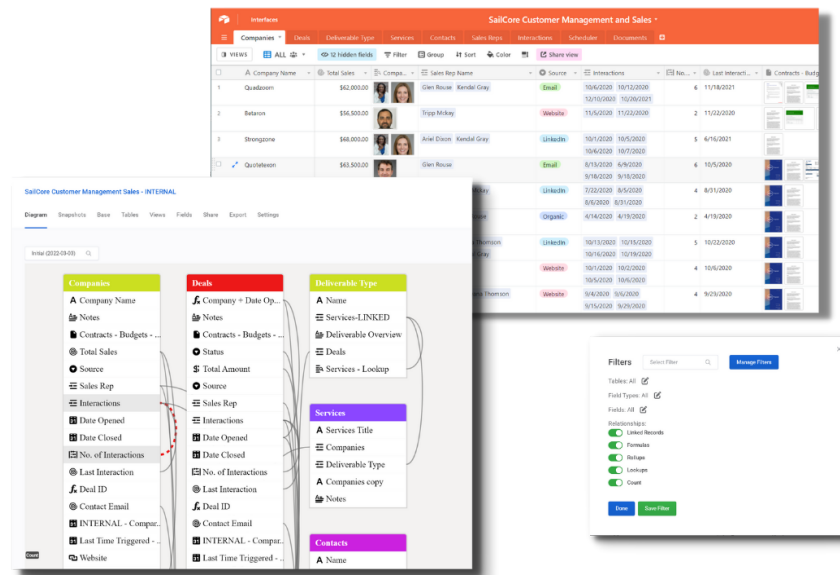 Interfaces
SailCore Customer Management and Sales
Companies Deals Deliverable Type Services Contacts Sales Reps Interactions Scheduler Documents
VIEWS ALL 12 hidden fields Filter Group Sort Color Share view
A Company Name Total Sales Compa... Sales Rep Name Source Interactions No.... Last Interacti... Contracts - Budg
1 Quadzoom $62,000.00 Glen Rouse Kendal Gray Email 10/6/2020 10/12/2020 6 11/18/2021
12/10/2020 10/20/2021
2 Betaron $56,500.00 Tripp Mckay Website 11/5/2020 11/22/2020 2 11/22/2020
3 Strongzone $68,000.00 Ariel Dixon Kendal Gray LinkedIn 10/1/2020 10/5/2020 5 6/16/2021
10/6/2020 10/7/2020
Quotelexon $63,500.00 Glen Rouse Email 8/13/2020 6/9/2020 6 10/5/2020
9/18/2020 9/18/2020
LinkedIn 7/22/2020 8/5/2020 4 8/31/2020
8/6/2020 8/31/2020
Organic 4/14/2020 4/19/2020 2 4/19/2020
Thomson LinkedIn 10/13/2020 10/15/2020 5 10/22/2020
Gray 10/16/2020 10/19/2020
Website 10/1/2020 10/2/2020 4 10/6/2020
10/5/2020 10/6/2020
Thomson Website 9/4/2020 9/6/2020 4 9/23/2020
9/15/2020 9/29/2020
SailCore Customer Management Sales - INTERNAL
Diagram Snapshots Base Tables Views Fields Share Export Settings
Initial (2022-03-03)
Companies
A Company Name
Notes
Contracts - Budgets - ...
Total Sales
Source
Sales Rep
Interactions
Date Opened
Date Closed
No. of Interactions
Last Interaction
Deal ID
Contact Email
INTERNAL - Compar..
Last Time Triggered - ..
Website
Count
Deals
Company + Date Op...
Notes
Contracts - Budgets - ...
Status
$ Total Amount
Source
Sales Rep
Interactions
Date Opened
Date Closed
No. of Interactions
Last Interaction
Deal ID
Contact Email
INTERNAL - Compar..
Last Time Triggered - ..
Deliverable Type
A Name
Services-LINKED
Deliverable Overview
Deals
Services - Lookup
Services
A Services Title
Companies
Deliverable Type
A Companies copy
Notes
Contacts
A Name
Filters Select Filter Manage Filters
Tables: All
Field Types: All
Fields: All
Relationships:
Linked Records
Formulas
Rollups
Lookups
Count
Done Save Filter